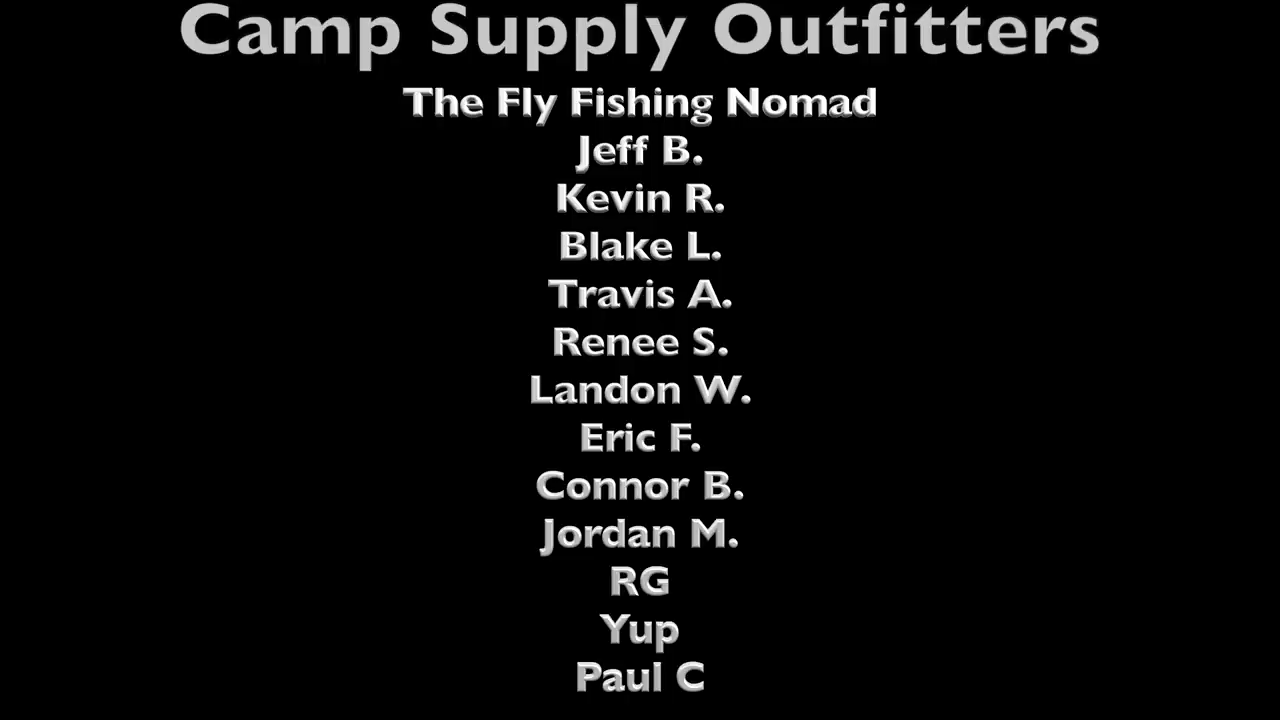 Camp Supply Outfitters
The Fly Fishing Nomad
Jeff B.
Kevin R.
Blake L.
Travis A.
Renee S.
Landon W.
Eric F.
Connor B.
Jordan M.
RG
Yup
Paul C